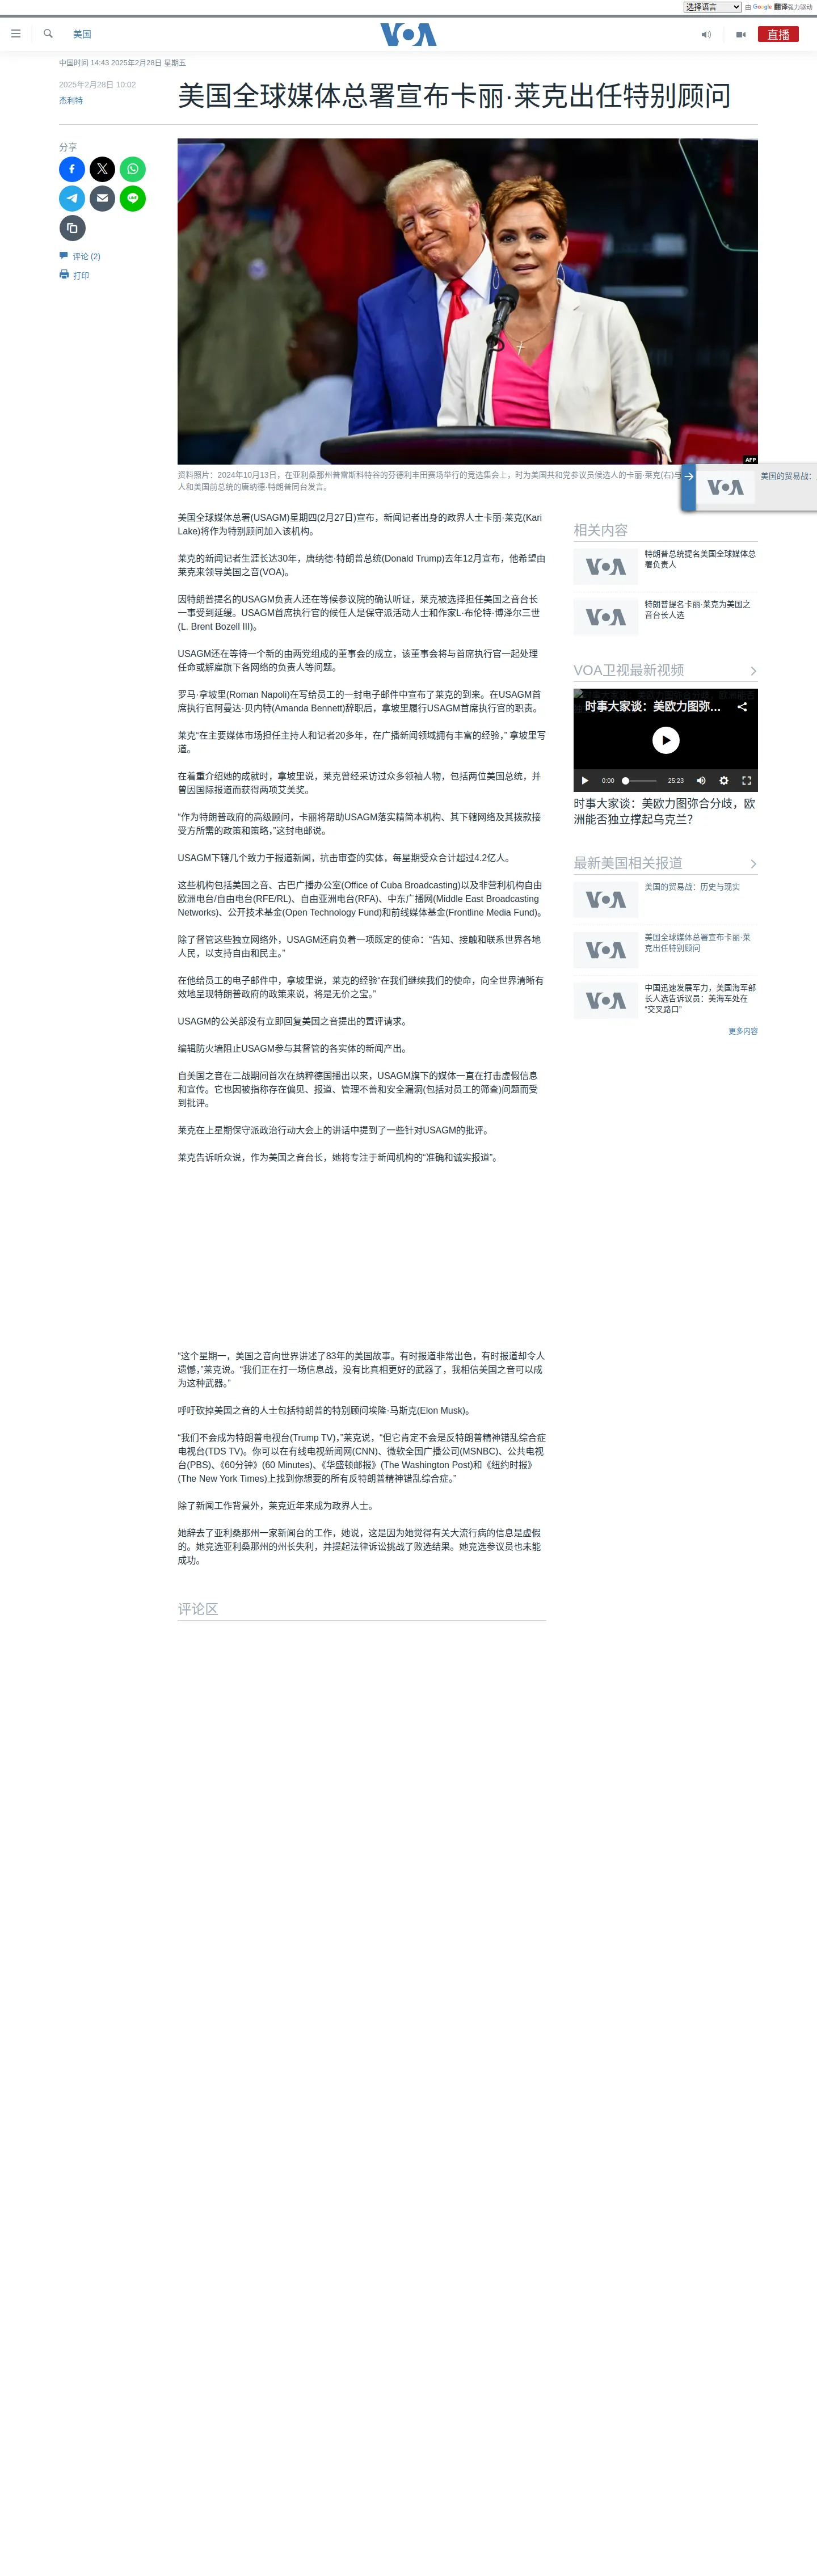 选择语言 由 Google 翻译强力驱动
美国
VOA
直播
中国时间 14:43 2025年2月28日 星期五
2025年2月28日 10:02
杰利特
美国全球媒体总署宣布卡丽·莱克出任特别顾问
分享
评论 (2)
打印
AFP
资料照片：2024年10月13日，在亚利桑那州普雷斯科特谷的芬德利丰田赛场举行的竞选集会上，时为美国共和党参议员候选人的卡丽·莱克(右)与
人和美国前总统的唐纳德·特朗普同台发言。
VOA
美国的贸易战：
美国全球媒体总署(USAGM)星期四(2月27日)宣布，新闻记者出身的政界人士卡丽·莱克(Kari
Lake)将作为特别顾问加入该机构。
莱克的新闻记者生涯长达30年，唐纳德·特朗普总统(Donald Trump)去年12月宣布，他希望由
莱克来领导美国之音(VOA)。
因特朗普提名的USAGM负责人还在等候参议院的确认听证，莱克被选择担任美国之音台长
一事受到延缓。USAGM首席执行官的候任人是保守派活动人士和作家L·布伦特·博泽尔三世
(L. Brent Bozell III)。
USAGM还在等待一个新的由两党组成的董事会的成立，该董事会将与首席执行官一起处理
任命或解雇旗下各网络的负责人等问题。
罗马·拿坡里(Roman Napoli)在写给员工的一封电子邮件中宣布了莱克的到来。在USAGM首
席执行官阿曼达·贝内特(Amanda Bennett)辞职后，拿坡里履行USAGM首席执行官的职责。
莱克“在主要媒体市场担任主持人和记者20多年，在广播新闻领域拥有丰富的经验，” 拿坡里写
道。
在着重介绍她的成就时，拿坡里说，莱克曾经采访过众多领袖人物，包括两位美国总统，并
曾因国际报道而获得两项艾美奖。
“作为特朗普政府的高级顾问，卡丽将帮助USAGM落实精简本机构、其下辖网络及其拨款接
受方所需的政策和策略，”这封电邮说。
USAGM下辖几个致力于报道新闻，抗击审查的实体，每星期受众合计超过4.2亿人。
这些机构包括美国之音、古巴广播办公室(Office of Cuba Broadcasting)以及非营利机构自由
欧洲电台/自由电台(RFE/RL)、自由亚洲电台(RFA)、中东广播网(Middle East Broadcasting
Networks)、公开技术基金(Open Technology Fund)和前线媒体基金(Frontline Media Fund)。
除了督管这些独立网络外，USAGM还肩负着一项既定的使命：“告知、接触和联系世界各地
人民，以支持自由和民主。”
在他给员工的电子邮件中，拿坡里说，莱克的经验“在我们继续我们的使命，向全世界清晰有
效地呈现特朗普政府的政策来说，将是无价之宝。”
USAGM的公关部没有立即回复美国之音提出的置评请求。
编辑防火墙阻止USAGM参与其督管的各实体的新闻产出。
自美国之音在二战期间首次在纳粹德国播出以来，USAGM旗下的媒体一直在打击虚假信息
和宣传。它也因被指称存在偏见、报道、管理不善和安全漏洞(包括对员工的筛查)问题而受
到批评。
莱克在上星期保守派政治行动大会上的讲话中提到了一些针对USAGM的批评。
莱克告诉听众说，作为美国之音台长，她将专注于新闻机构的“准确和诚实报道”。
“这个星期一，美国之音向世界讲述了83年的美国故事。有时报道非常出色，有时报道却令人
遗憾，”莱克说。“我们正在打一场信息战，没有比真相更好的武器了，我相信美国之音可以成
为这种武器。”
呼吁砍掉美国之音的人士包括特朗普的特别顾问埃隆·马斯克(Elon Musk)。
“我们不会成为特朗普电视台(Trump TV)，”莱克说，“但它肯定不会是反特朗普精神错乱综合症
电视台(TDS TV)。你可以在有线电视新闻网(CNN)、微软全国广播公司(MSNBC)、公共电视
台(PBS)、《60分钟》(60 Minutes)、《华盛顿邮报》(The Washington Post)和《纽约时报》
(The New York Times)上找到你想要的所有反特朗普精神错乱综合症。”
除了新闻工作背景外，莱克近年来成为政界人士。
她辞去了亚利桑那州一家新闻台的工作，她说，这是因为她觉得有关大流行病的信息是虚假
的。她竞选亚利桑那州的州长失利，并提起法律诉讼挑战了败选结果。她竞选参议员也未能
成功。
评论区
相关内容
VOA
特朗普总统提名美国全球媒体总
署负责人
VOA
特朗普提名卡丽·莱克为美国之
音台长人选
VOA卫视最新视频
时事大家谈：美欧力图弥…
0:00 25:23
时事大家谈：美欧力图弥合分歧，欧
洲能否独立撑起乌克兰？
最新美国相关报道
VOA
美国的贸易战：历史与现实
VOA
美国全球媒体总署宣布卡丽·莱
克出任特别顾问
VOA
中国迅速发展军力，美国海军部
长人选告诉议员：美海军处在
“交叉路口”
更多内容